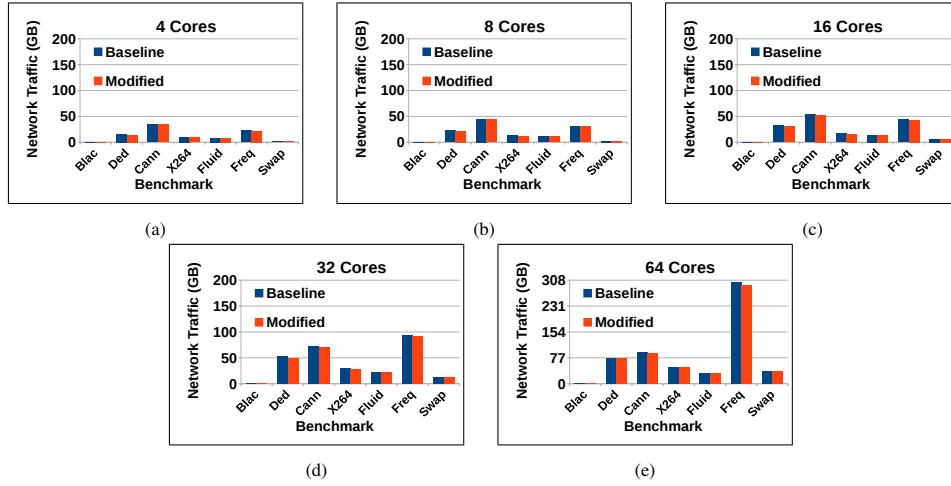 4 Cores
Network Traffic (GB)
200
150
100
50
0
Baseline
Modified
Blac
Ded
Cann
X264
Fluid
Freq
Swap
Benchmark
(a)
8 Cores
Network Traffic (GB)
200
150
100
50
0
Baseline
Modified
Blac
Ded
Cann
X264
Fluid
Freq
Swap
Benchmark
(b)
16 Cores
Network Traffic (GB)
200
150
100
50
0
Baseline
Modified
Blac
Ded
Cann
X264
Fluid
Freq
Swap
Benchmark
(c)
32 Cores
Network Traffic (GB)
200
150
100
50
0
Baseline
Modified
Blac
Ded
Cann
X264
Fluid
Freq
Swap
Benchmark
(d)
64 Cores
Network Traffic (GB)
308
231
154
77
0
Baseline
Modified
Blac
Ded
Cann
X264
Fluid
Freq
Swap
Benchmark
(e)